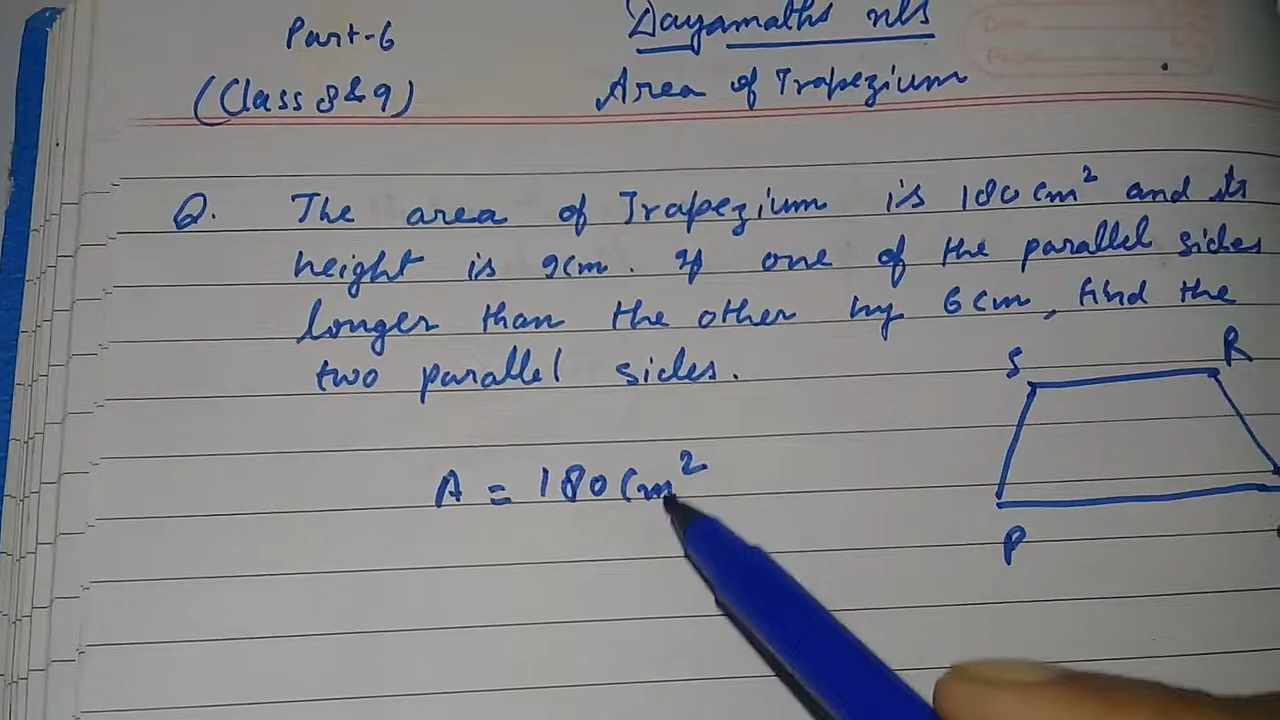 Part-6
Dayamaths nls
(Class 8&9)
Area of Trapezium
Q. The area of Trapezium is 180 cm² and its
height is 9cm. If one of the parallel sides
longer than the other by 6cm, find the
two parallel sides.
S R
A = 180 cm²
P